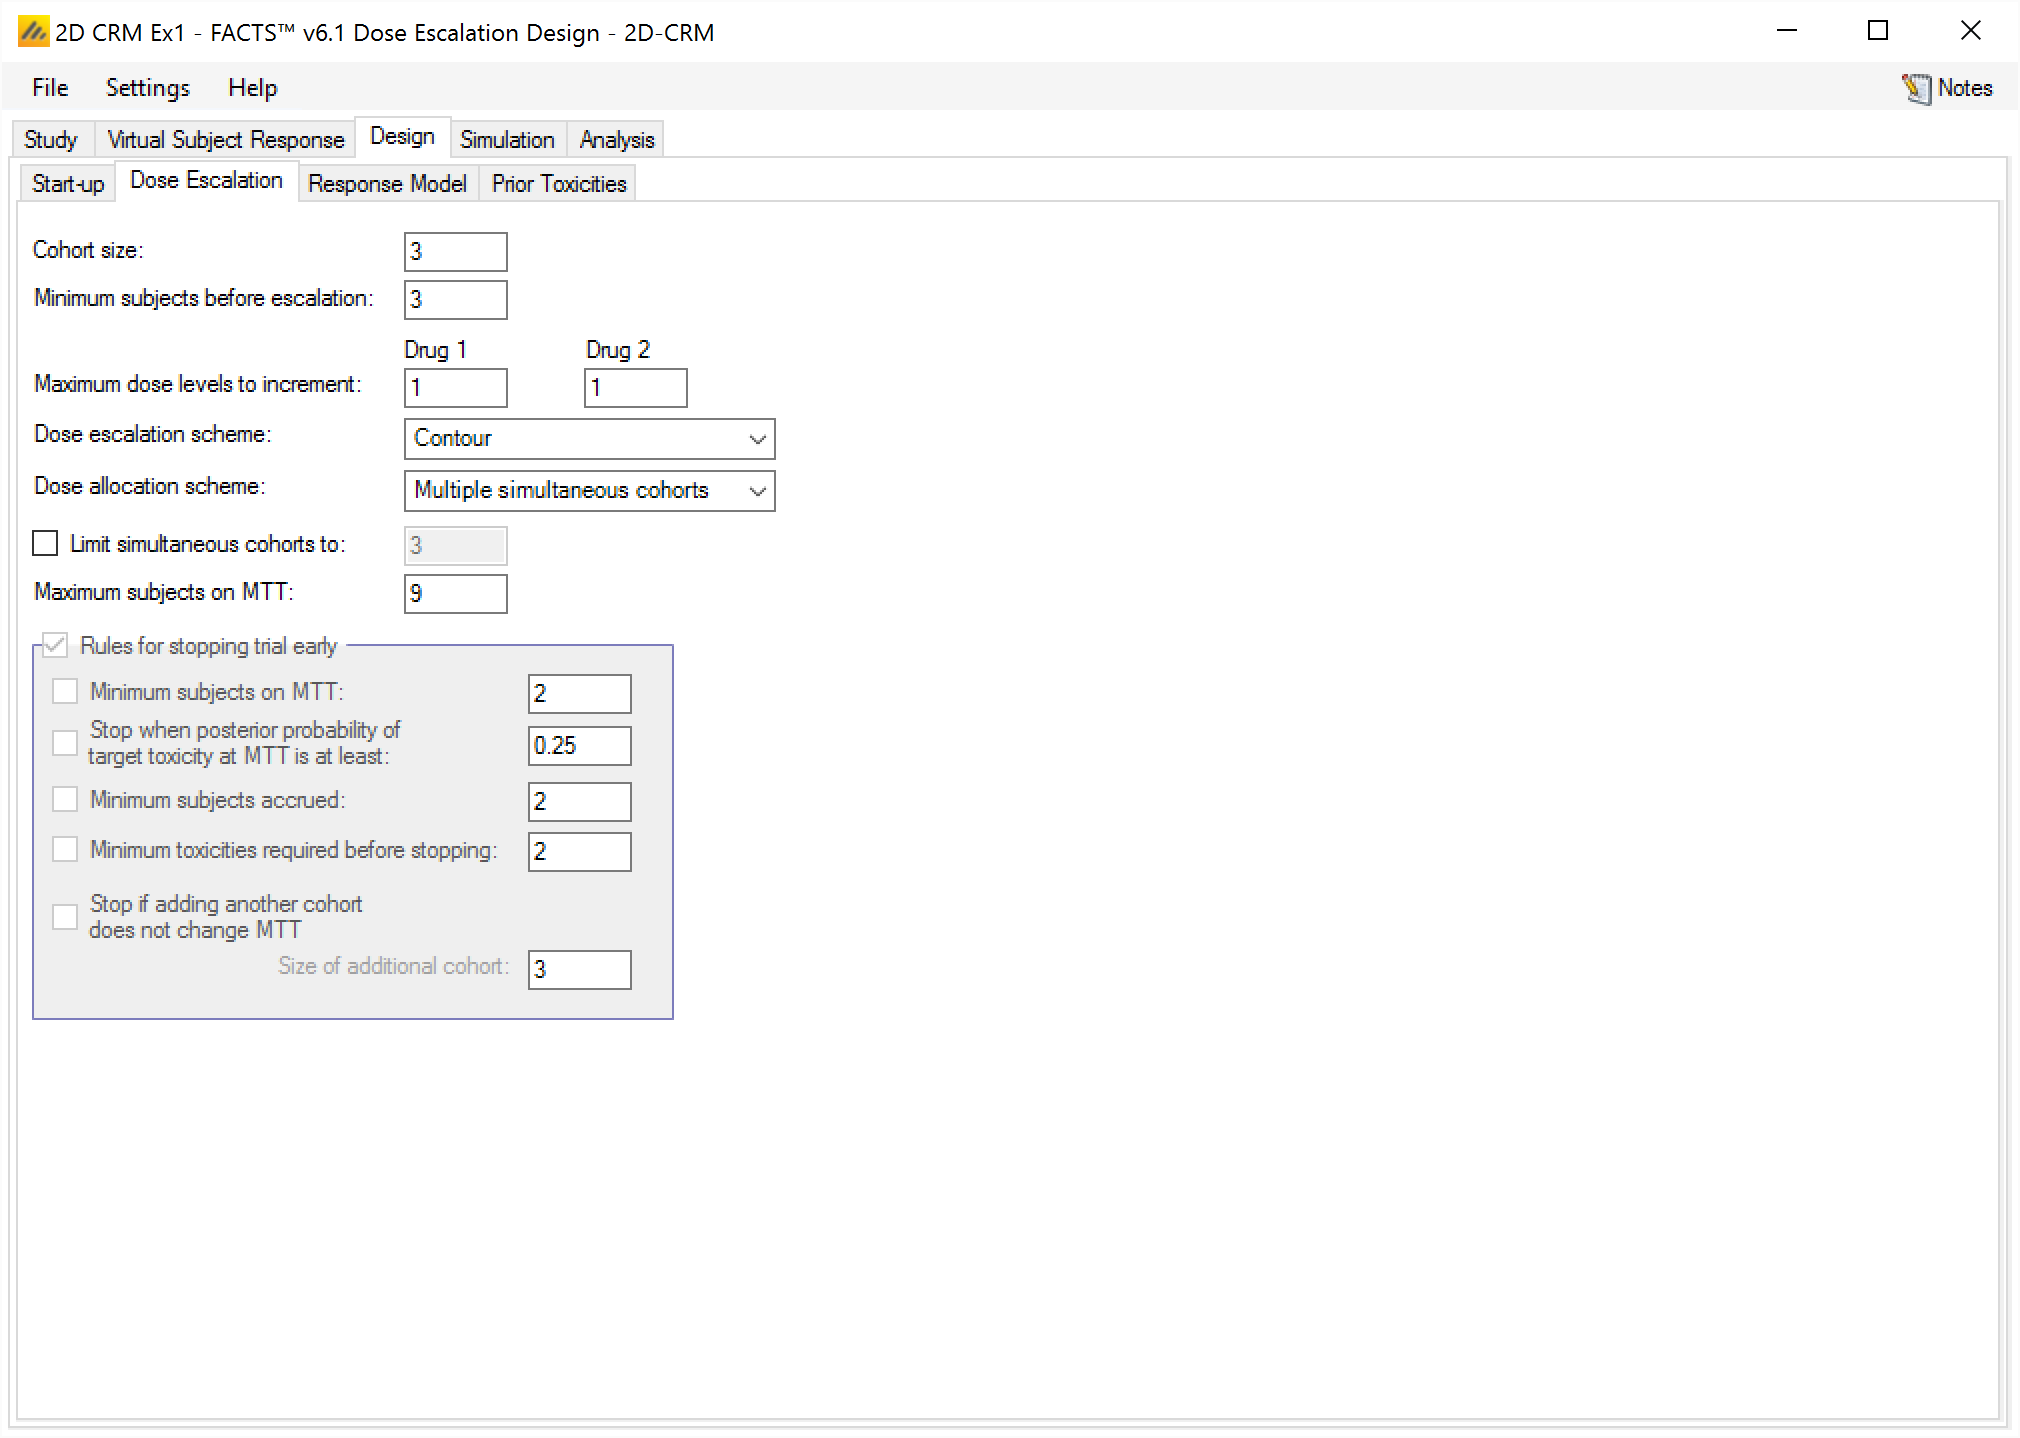 2D CRM Ex1 - FACTS™ v6.1 Dose Escalation Design - 2D-CRM
File Settings Help Notes
Study Virtual Subject Response Design Simulation Analysis
Start-up Dose Escalation Response Model Prior Toxicities
Cohort size: 3
Minimum subjects before escalation: 3
Drug 1 Drug 2
Maximum dose levels to increment: 1 1
Dose escalation scheme: Contour
Dose allocation scheme: Multiple simultaneous cohorts
Limit simultaneous cohorts to: 3
Maximum subjects on MTT: 9
Rules for stopping trial early
Minimum subjects on MTT: 2
Stop when posterior probability of
target toxicity at MTT is at least: 0.25
Minimum subjects accrued: 2
Minimum toxicities required before stopping: 2
Stop if adding another cohort
does not change MTT
Size of additional cohort: 3